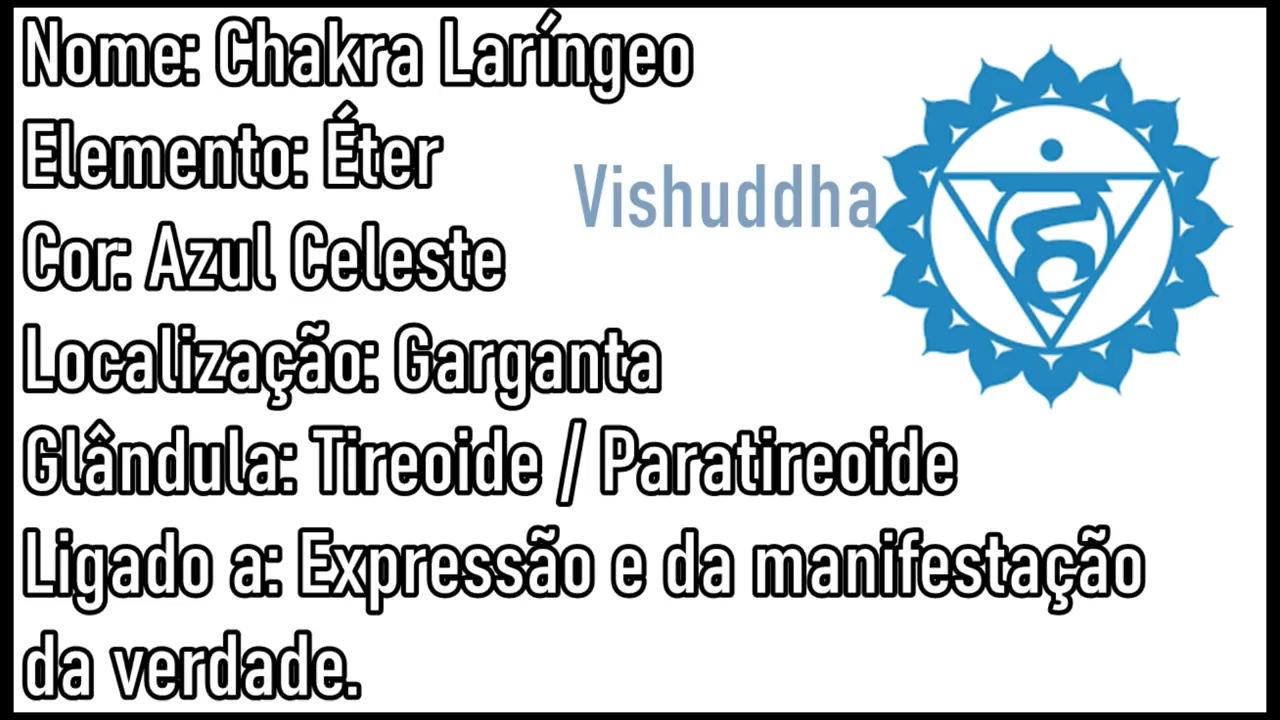 Nome: Chakra Laríngeo
Elemento: Éter
Vishuddha
Cor: Azul Celeste
Localização: Garganta
Glândula: Tireoide / Paratireoide
Ligado a: Expressão e da manifestação
da verdade.
हं